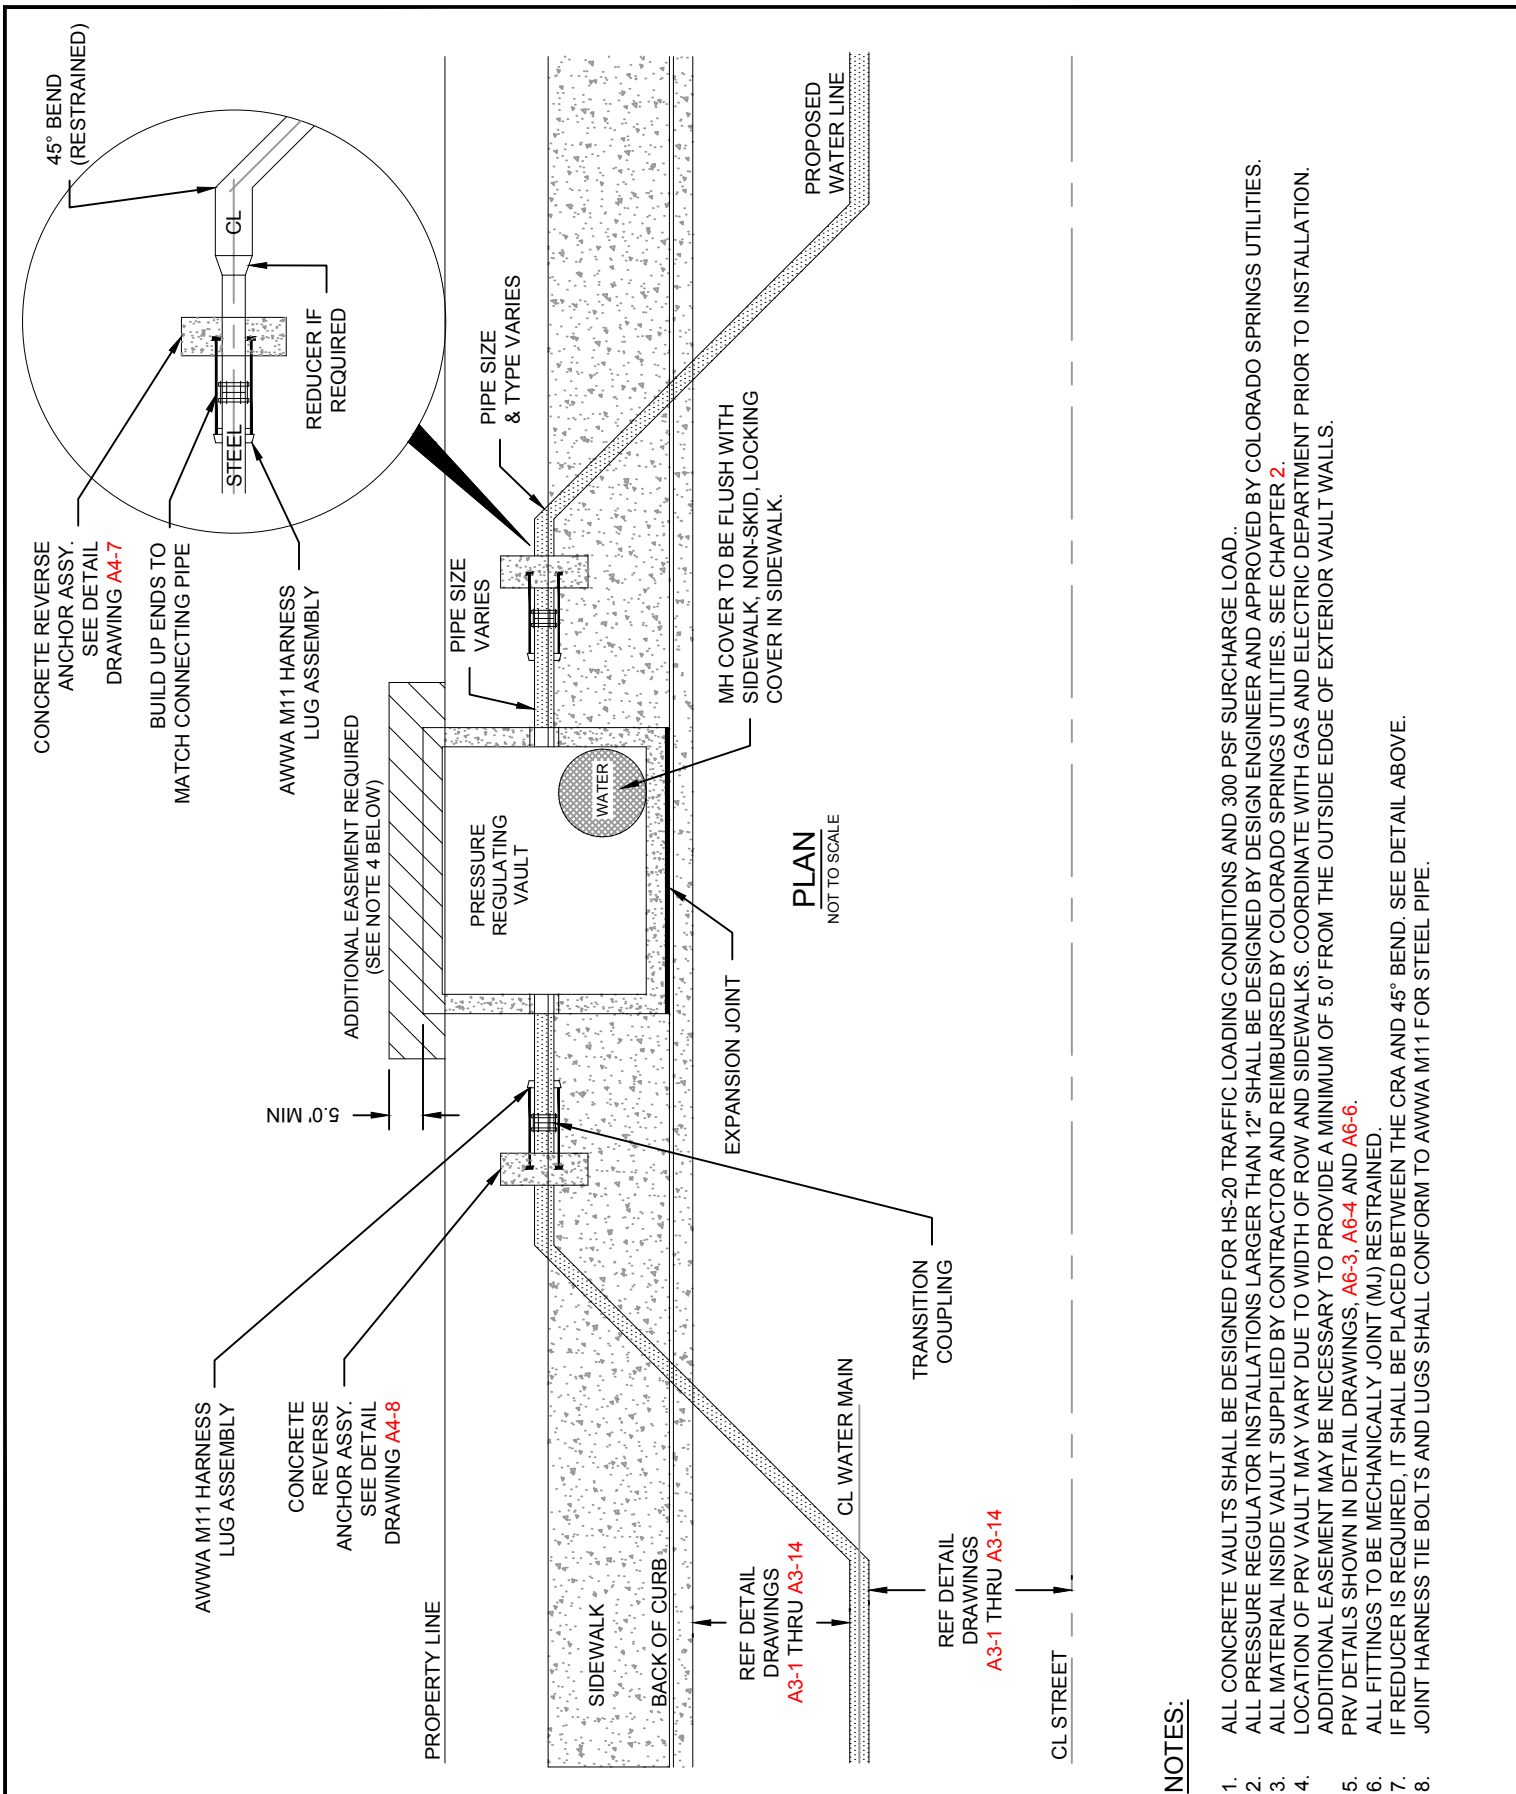 45° BEND
(RESTRAINED)
CONCRETE REVERSE
ANCHOR ASSY.
SEE DETAIL
DRAWING A4-7
BUILD UP ENDS TO
MATCH CONNECTING PIPE
AWWA M11 HARNESS
LUG ASSEMBLY
STEEL
CL
REDUCER IF
REQUIRED
ADDITIONAL EASEMENT REQUIRED
(SEE NOTE 4 BELOW)
5.0' MIN
AWWA M11 HARNESS
LUG ASSEMBLY
CONCRETE
REVERSE
ANCHOR ASSY.
SEE DETAIL
DRAWING A4-8
PIPE SIZE
VARIES
PIPE SIZE
& TYPE VARIES
PROPERTY LINE
PRESSURE
REGULATING
VAULT
WATER
SIDEWALK
BACK OF CURB
MH COVER TO BE FLUSH WITH
SIDEWALK, NON-SKID, LOCKING
COVER IN SIDEWALK.
EXPANSION JOINT
PROPOSED
WATER LINE
REF DETAIL
DRAWINGS
A3-1 THRU A3-14
CL WATER MAIN
TRANSITION
COUPLING
REF DETAIL
DRAWINGS
A3-1 THRU A3-14
CL STREET
PLAN
NOT TO SCALE
NOTES:
1. ALL CONCRETE VAULTS SHALL BE DESIGNED FOR HS-20 TRAFFIC LOADING CONDITIONS AND 300 PSF SURCHARGE LOAD..
2. ALL PRESSURE REGULATOR INSTALLATIONS LARGER THAN 12" SHALL BE DESIGNED BY DESIGN ENGINEER AND APPROVED BY COLORADO SPRINGS UTILITIES.
3. ALL MATERIAL INSIDE VAULT SUPPLIED BY CONTRACTOR AND REIMBURSED BY COLORADO SPRINGS UTILITIES. SEE CHAPTER 2.
4. LOCATION OF PRV VAULT MAY VARY DUE TO WIDTH OF ROW AND SIDEWALKS. COORDINATE WITH GAS AND ELECTRIC DEPARTMENT PRIOR TO INSTALLATION.
ADDITIONAL EASEMENT MAY BE NECESSARY TO PROVIDE A MINIMUM OF 5.0' FROM THE OUTSIDE EDGE OF EXTERIOR VAULT WALLS.
5. PRV DETAILS SHOWN IN DETAIL DRAWINGS, A6-3, A6-4 AND A6-6.
6. ALL FITTINGS TO BE MECHANICALLY JOINT (MJ) RESTRAINED.
7. IF REDUCER IS REQUIRED, IT SHALL BE PLACED BETWEEN THE CRA AND 45° BEND. SEE DETAIL ABOVE.
8. JOINT HARNESS TIE BOLTS AND LUGS SHALL CONFORM TO AWWA M11 FOR STEEL PIPE.